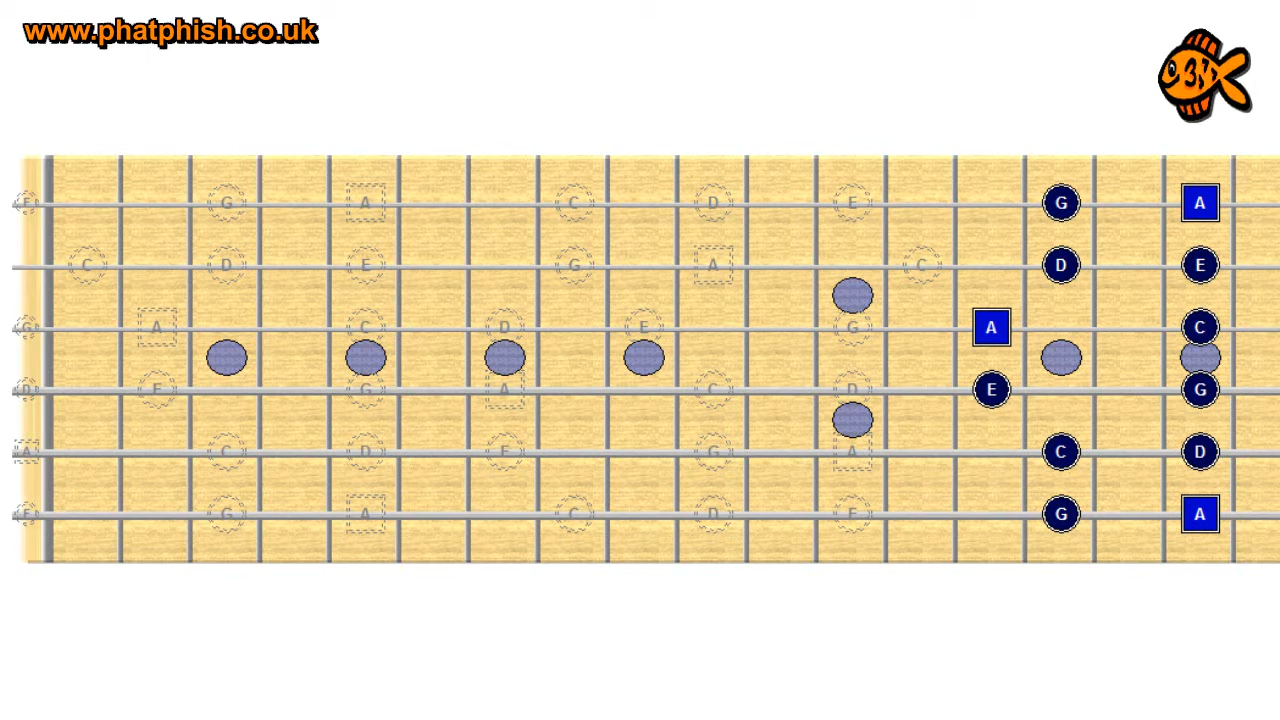 www.phatphish.co.uk
G A C D E G A
C D E G A C D E
G A C D E G A C
D E G A C D E G
A C D E G A C D
E G A C D E G A